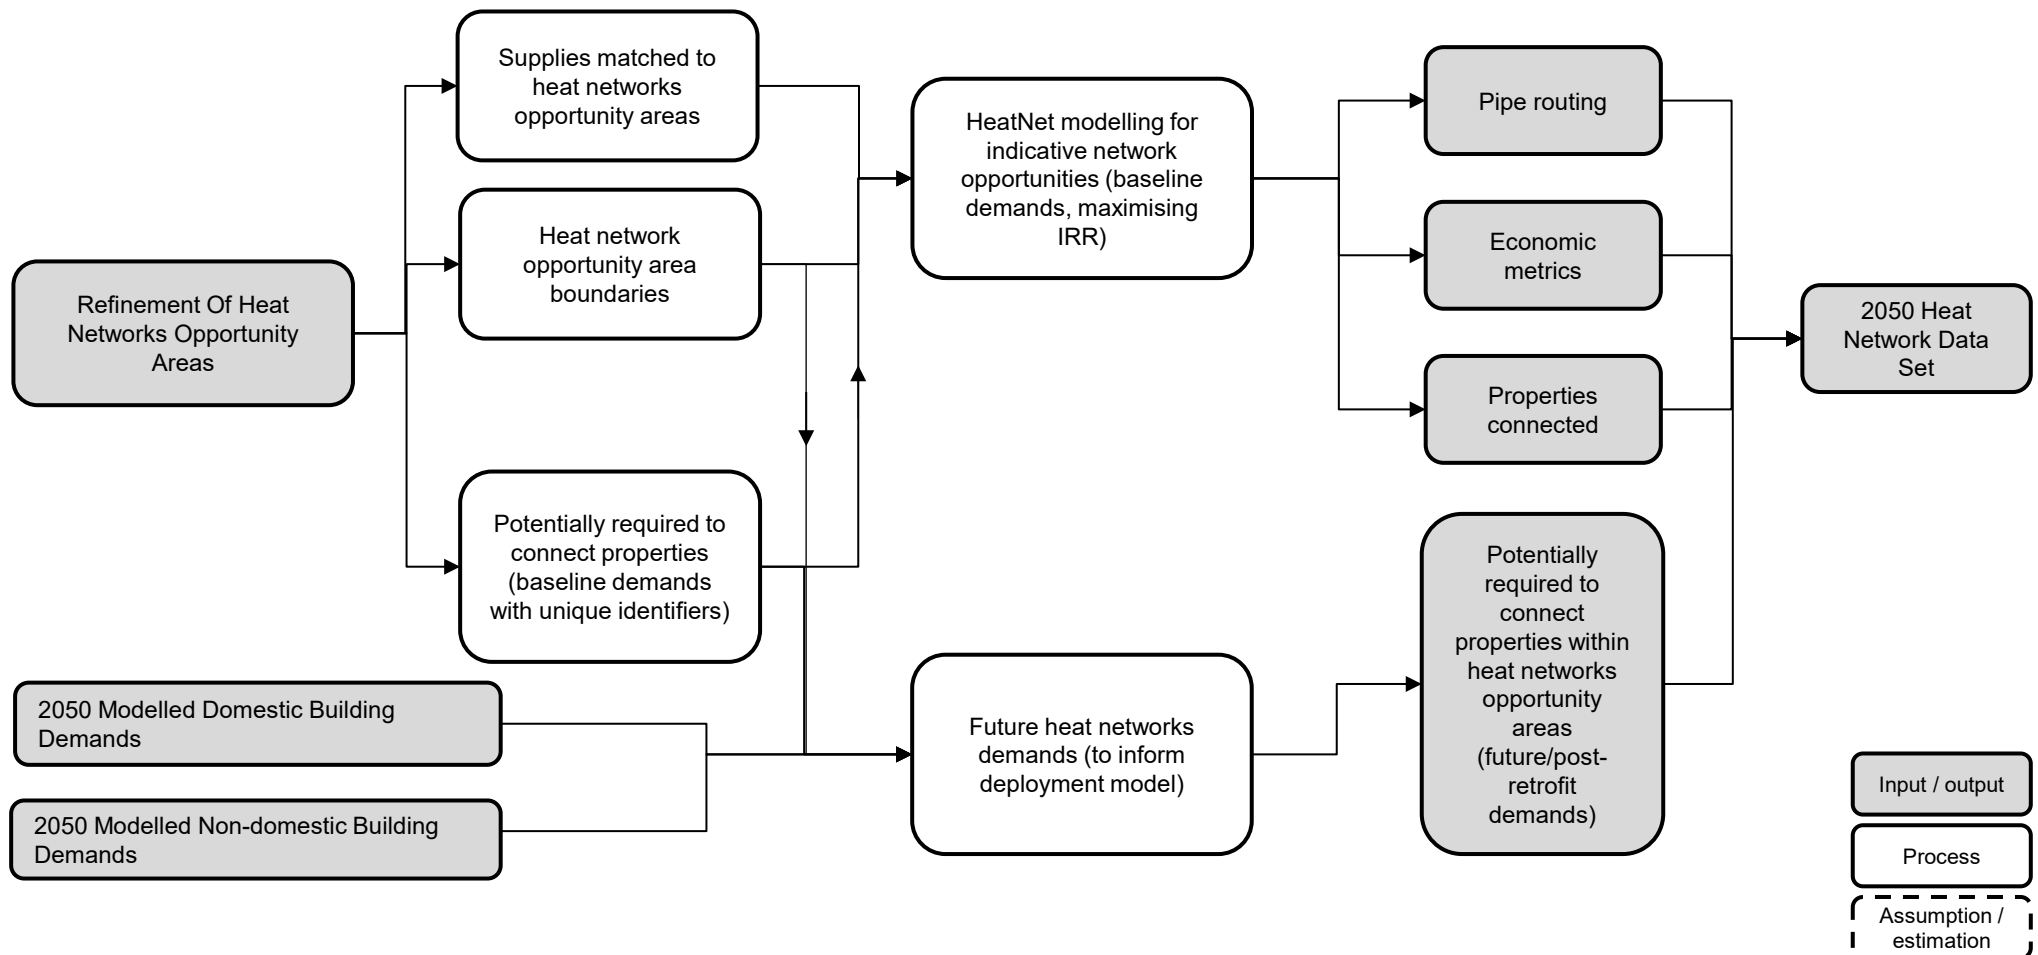 Supplies matched to
heat networks
opportunity areas
Heat network
opportunity area
boundaries
Refinement Of Heat
Networks Opportunity
Areas
Potentially required to
connect properties
(baseline demands
with unique identifiers)
2050 Modelled Domestic Building
Demands
2050 Modelled Non-domestic Building
Demands
HeatNet modelling for
indicative network
opportunities (baseline
demands, maximising
IRR)
Future heat networks
demands (to inform
deployment model)
Pipe routing
Economic
metrics
Properties
connected
Potentially
required to
connect
properties within
heat networks
opportunity
areas
(future/post-
retrofit
demands)
2050 Heat
Network Data
Set
Input / output
Process
Assumption /
estimation